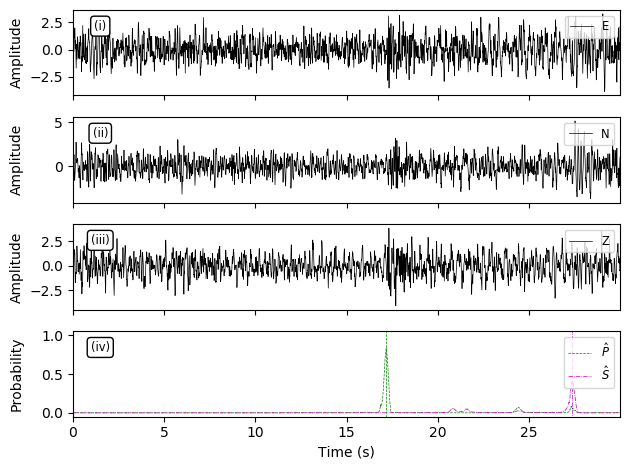 Amplitude
2.5
0.0
−2.5
(i)
E
Amplitude
5
0
(ii)
N
Amplitude
2.5
0.0
−2.5
(iii)
Z
Probability
1.0
0.5
0.0
(iv)
P̂
Ŝ
0 5 10 15 20 25
Time (s)